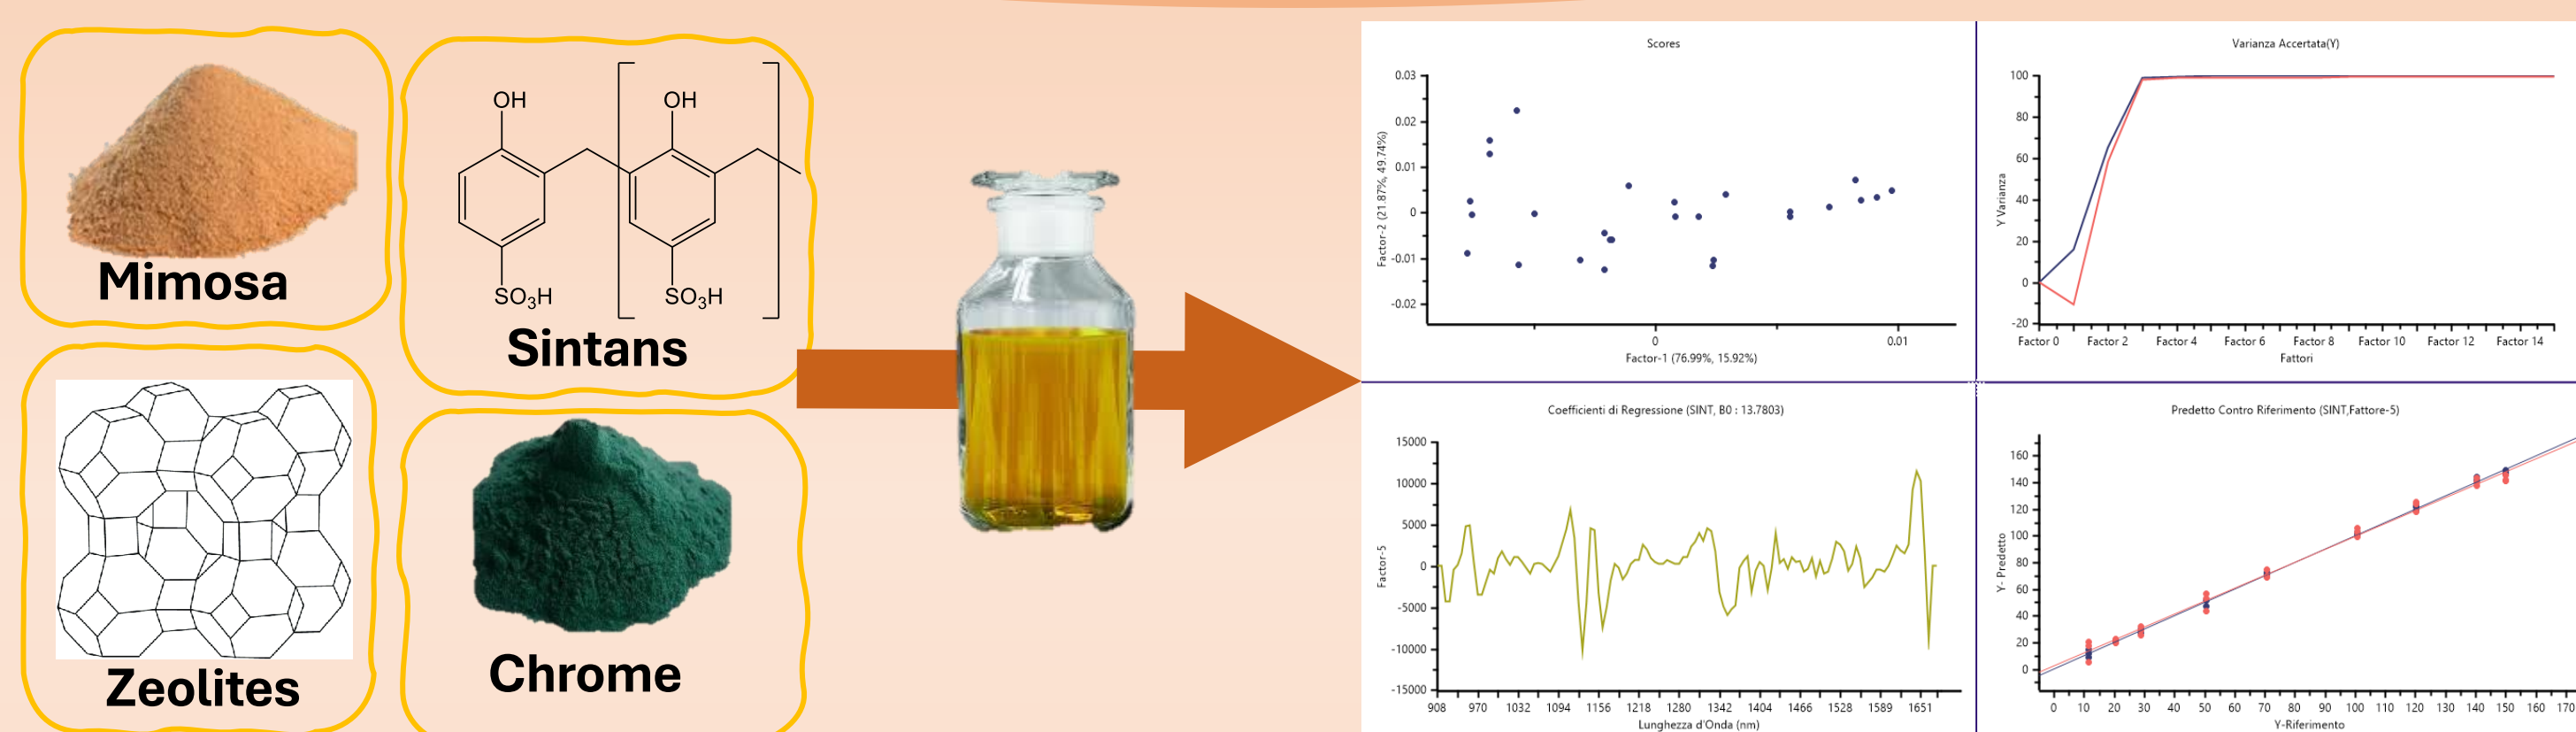 Mimosa
OH
OH
SO3H
SO3H
Sintans
Zeolites
Chrome
Scores
0.03
0.02
0.01
0
-0.01
-0.02
Factor-2 (21.87%, 49.74%)
0
0.01
Factor-1 (76.99%, 15.92%)
Varianza Accertata(Y)
100
80
60
40
20
0
-20
Y Varianza
Factor 0 Factor 2 Factor 4 Factor 6 Factor 8 Factor 10 Factor 12 Factor 14
Fattori
Coefficienti di Regressione (SINT, B0 : 13.7803)
15000
10000
5000
0
-5000
-10000
-15000
Factor-5
908 970 1032 1094 1156 1218 1280 1342 1404 1466 1528 1589 1651
Lunghezza d'Onda (nm)
Predetto Contro Riferimento (SINT,Fattore-5)
160
140
120
100
80
60
40
20
0
Y- Predetto
0 10 20 30 40 50 60 70 80 90 100 110 120 130 140 150 160 170
Y-Riferimento